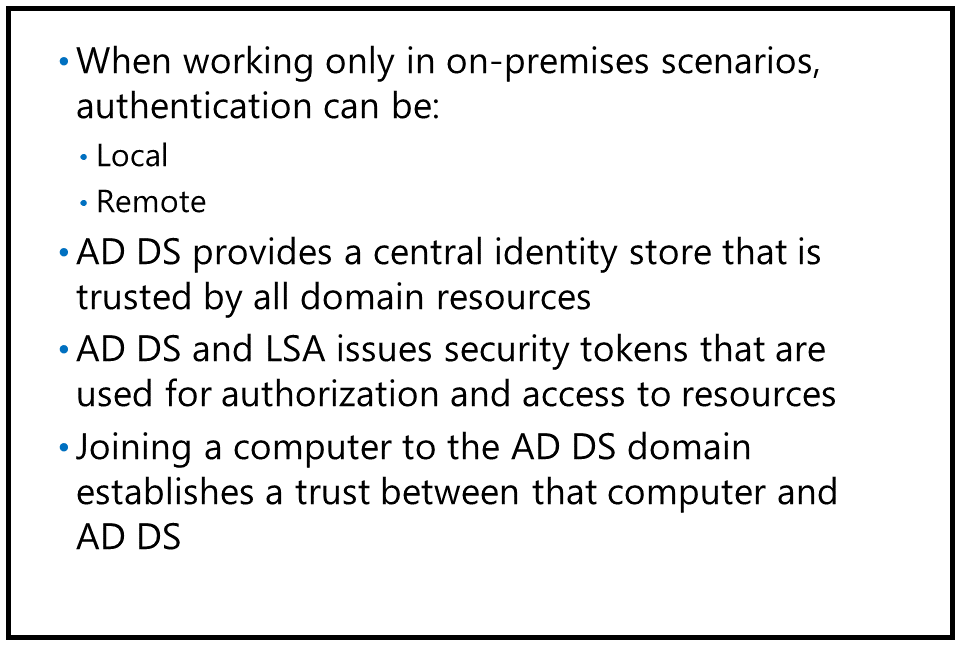 • When working only in on-premises scenarios,
authentication can be:
• Local
• Remote
• AD DS provides a central identity store that is
trusted by all domain resources
• AD DS and LSA issues security tokens that are
used for authorization and access to resources
• Joining a computer to the AD DS domain
establishes a trust between that computer and
AD DS